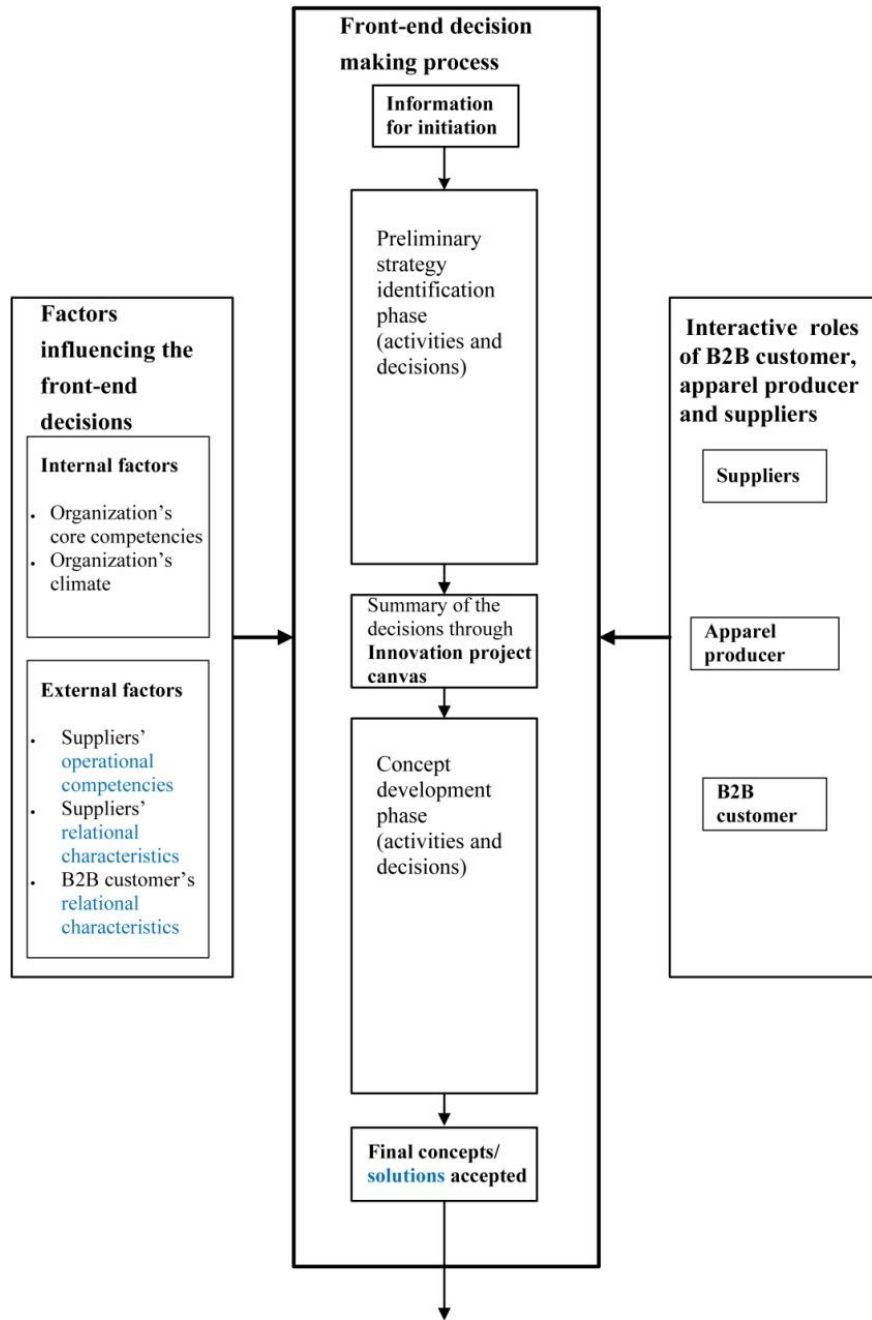 Front-end decision
making process
Information
for initiation
Preliminary
strategy
identification
phase
(activities and
decisions)
Summary of the
decisions through
Innovation project
canvas
Concept
development
phase
(activities and
decisions)
Final concepts/
solutions accepted
Factors
influencing the
front-end
decisions
Internal factors
• Organization’s
core competencies
• Organization’s
climate
External factors
• Suppliers’
operational
competencies
• Suppliers’
relational
characteristics
• B2B customer’s
relational
characteristics
Interactive roles
of B2B customer,
apparel producer
and suppliers
Suppliers
Apparel
producer
B2B
customer